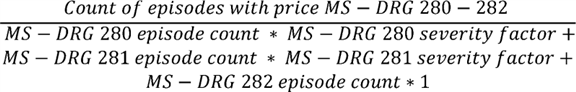 Count of episodes with price MS − DRG 280 − 282
MS − DRG 280 episode count * MS − DRG 280 severity factor +
MS − DRG 281 episode count * MS − DRG 281 severity factor +
MS − DRG 282 episode count * 1